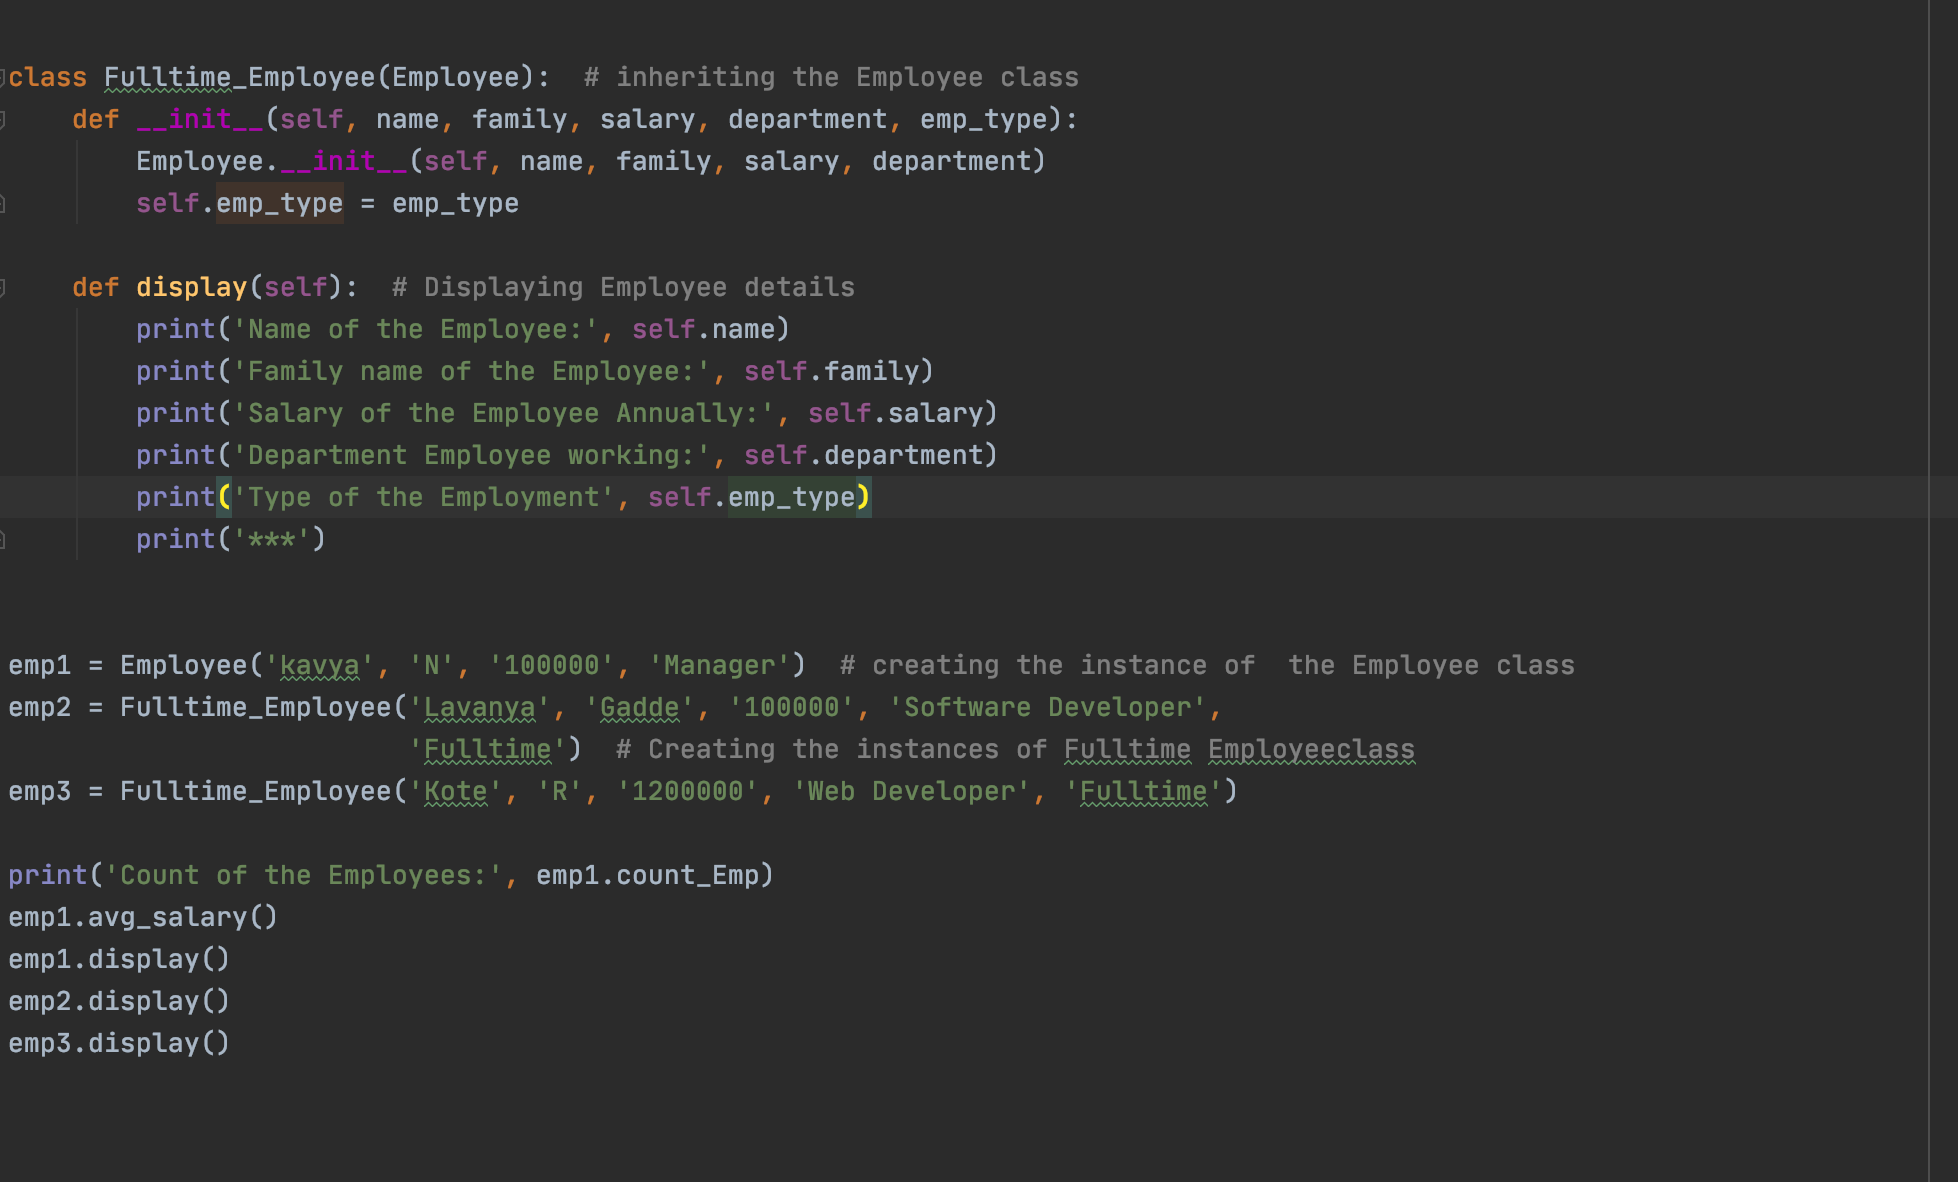 class Fulltime_Employee(Employee):  # inheriting the Employee class
    def __init__(self, name, family, salary, department, emp_type):
        Employee.__init__(self, name, family, salary, department)
        self.emp_type = emp_type

    def display(self):  # Displaying Employee details
        print('Name of the Employee:', self.name)
        print('Family name of the Employee:', self.family)
        print('Salary of the Employee Annually:', self.salary)
        print('Department Employee working:', self.department)
        print('Type of the Employment', self.emp_type)
        print('***')

emp1 = Employee('kavya', 'N', '100000', 'Manager')  # creating the instance of  the Employee class
emp2 = Fulltime_Employee('Lavanya', 'Gadde', '100000', 'Software Developer',
                         'Fulltime')  # Creating the instances of Fulltime Employeeclass
emp3 = Fulltime_Employee('Kote', 'R', '1200000', 'Web Developer', 'Fulltime')

print('Count of the Employees:', emp1.count_Emp)
emp1.avg_salary()
emp1.display()
emp2.display()
emp3.display()